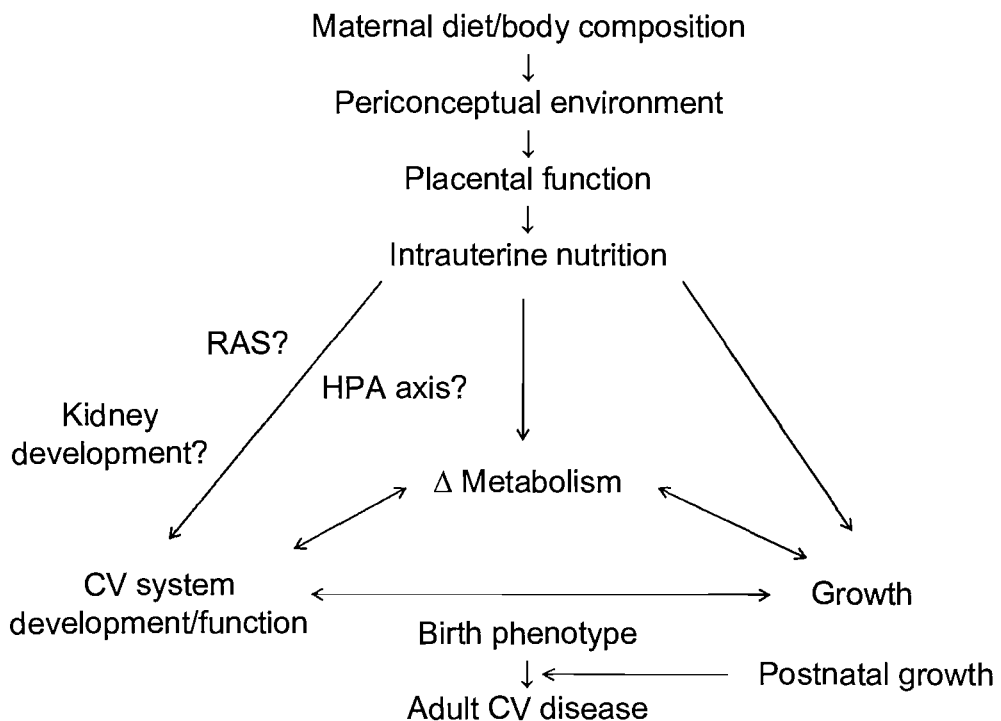 Maternal diet/body composition
↓
Periconceptual environment
↓
Placental function
↓
Intrauterine nutrition
RAS?
HPA axis?
Kidney
development?
Δ Metabolism
CV system
development/function
Growth
Birth phenotype
↓
Postnatal growth
Adult CV disease